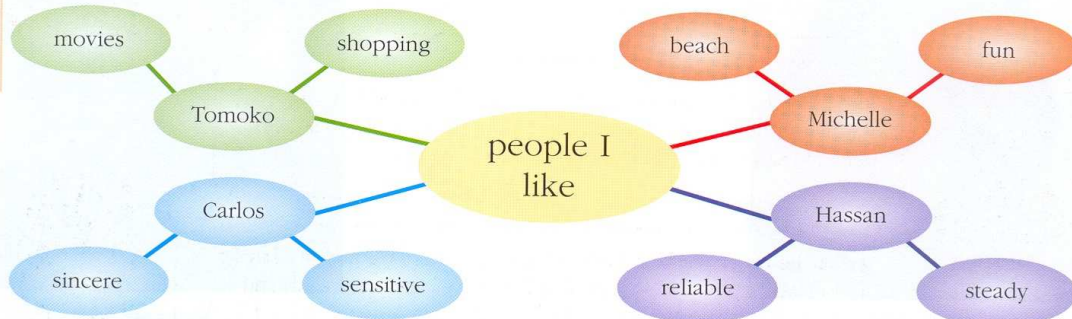 movies
shopping
Tomoko
beach
fun
Michelle
people I
like
Carlos
sincere
sensitive
Hassan
reliable
steady